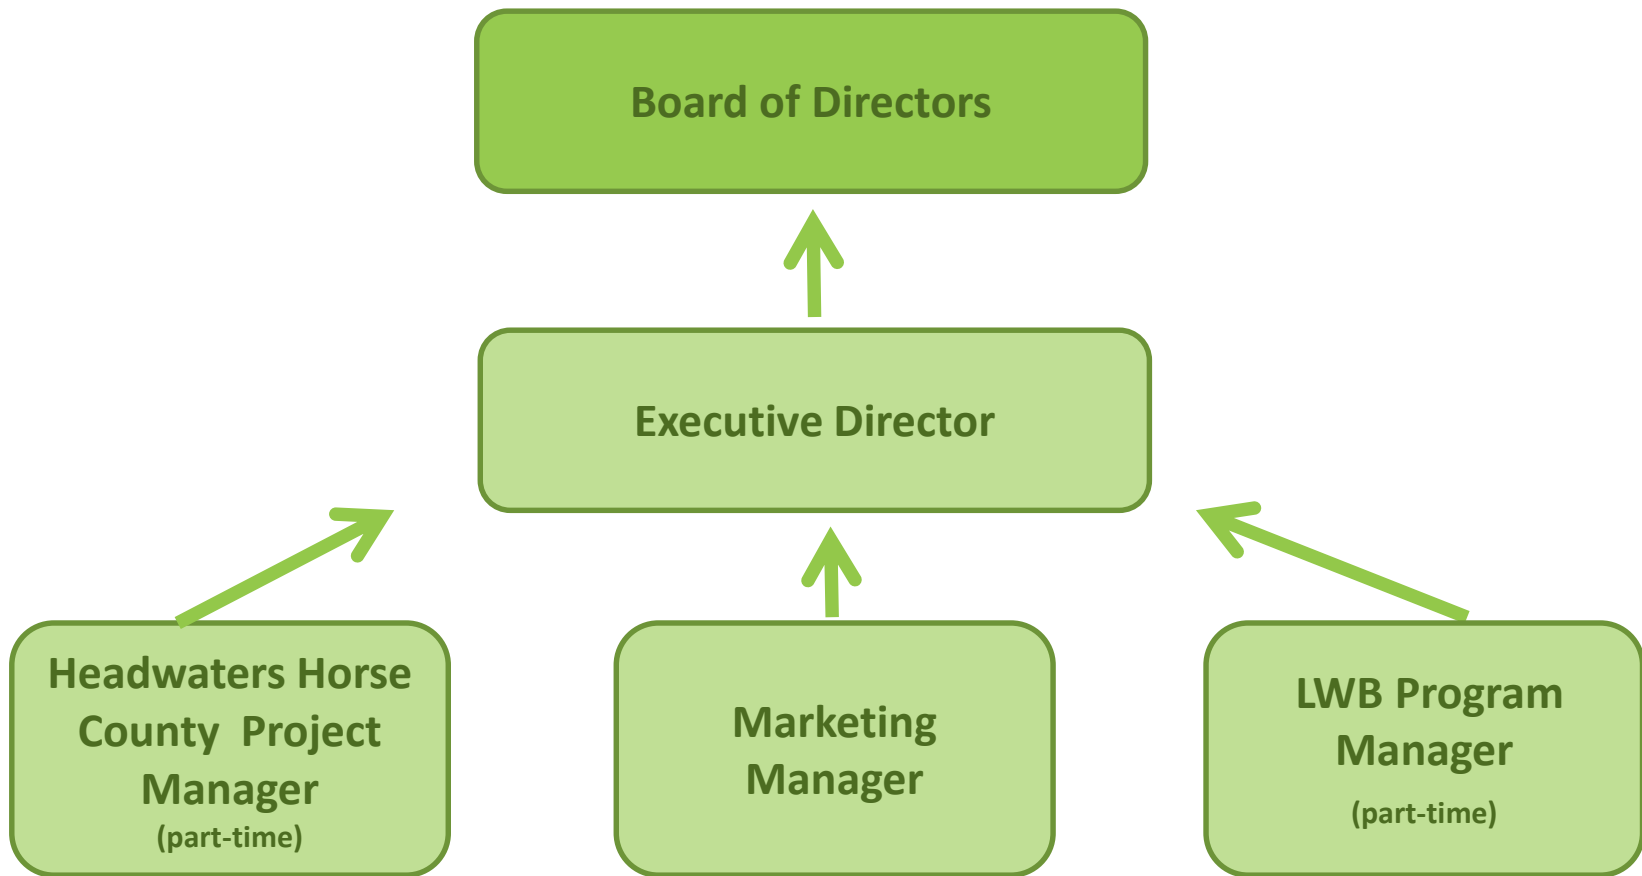 Board of Directors
Executive Director
Headwaters Horse
County  Project
Manager
(part-time)
Marketing
Manager
LWB Program
Manager
(part-time)